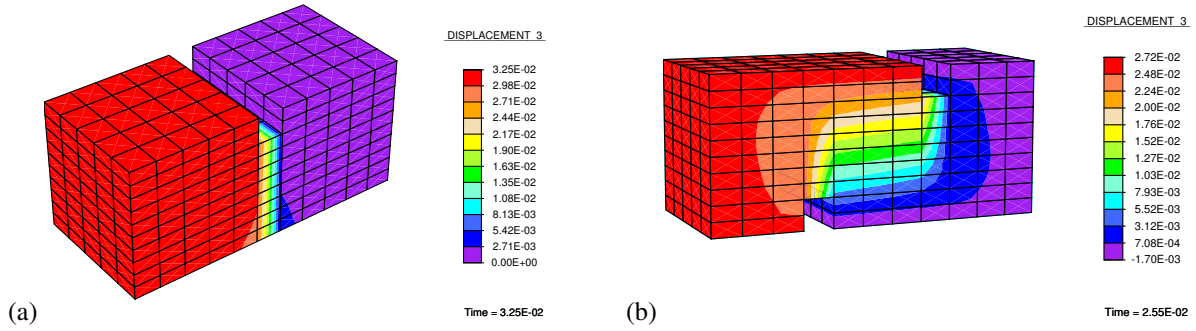 DISPLACEMENT 3
3.25E-02
2.98E-02
2.71E-02
2.44E-02
2.17E-02
1.90E-02
1.63E-02
1.35E-02
1.08E-02
8.13E-03
5.42E-03
2.71E-03
0.00E+00
(a)
Time = 3.25E-02
DISPLACEMENT 3
2.72E-02
2.48E-02
2.24E-02
2.00E-02
1.76E-02
1.52E-02
1.27E-02
1.03E-02
7.93E-03
5.52E-03
3.12E-03
7.08E-04
-1.70E-03
(b)
Time = 2.55E-02